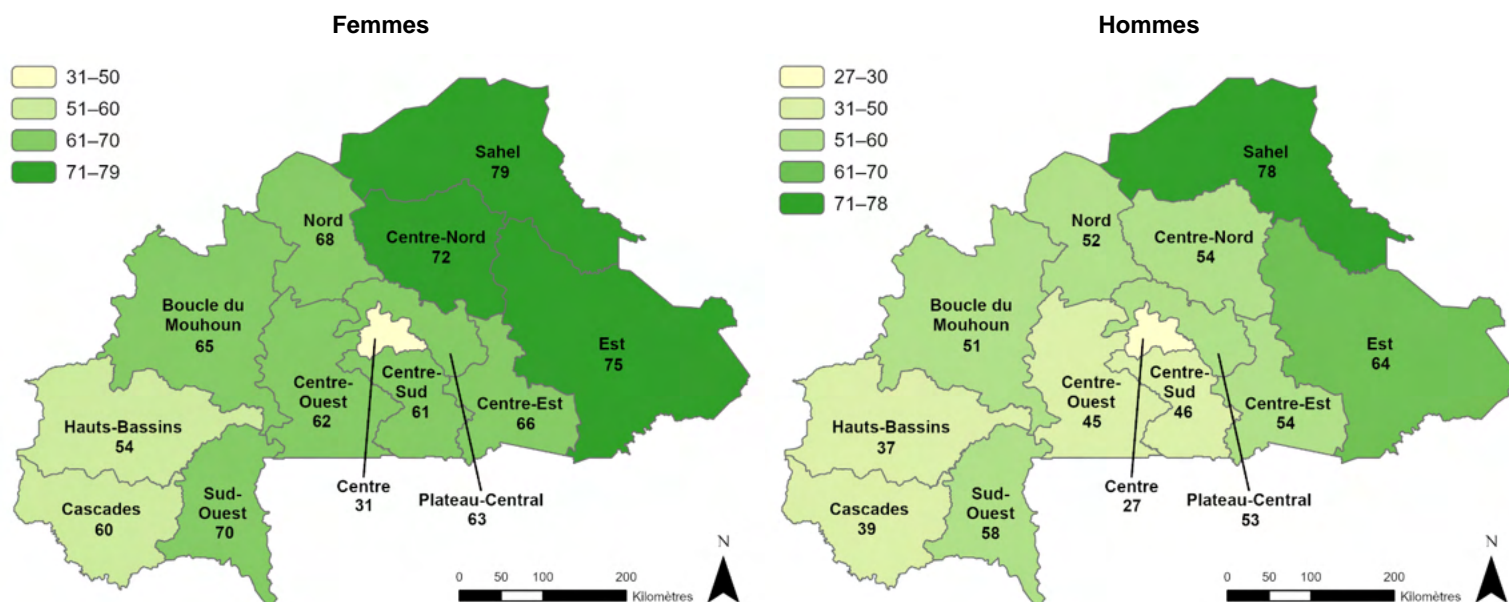 Femmes
31–50
51–60
61–70
71–79
Sahel
79
Nord
68
Centre-Nord
72
Boucle du
Mouhoun
65
Est
75
Centre-
Ouest
62
Centre-
Sud
61
Centre-Est
66
Hauts-Bassins
54
Cascades
60
Sud-
Ouest
70
Centre
31
Plateau-Central
63
N
0 50 100 200
Kilomètres
Hommes
27–30
31–50
51–60
61–70
71–78
Sahel
78
Nord
52
Centre-Nord
54
Boucle du
Mouhoun
51
Est
64
Centre-
Ouest
45
Centre-
Sud
46
Centre-Est
54
Hauts-Bassins
37
Cascades
39
Sud-
Ouest
58
Centre
27
Plateau-Central
53
N
0 50 100 200
Kilomètres